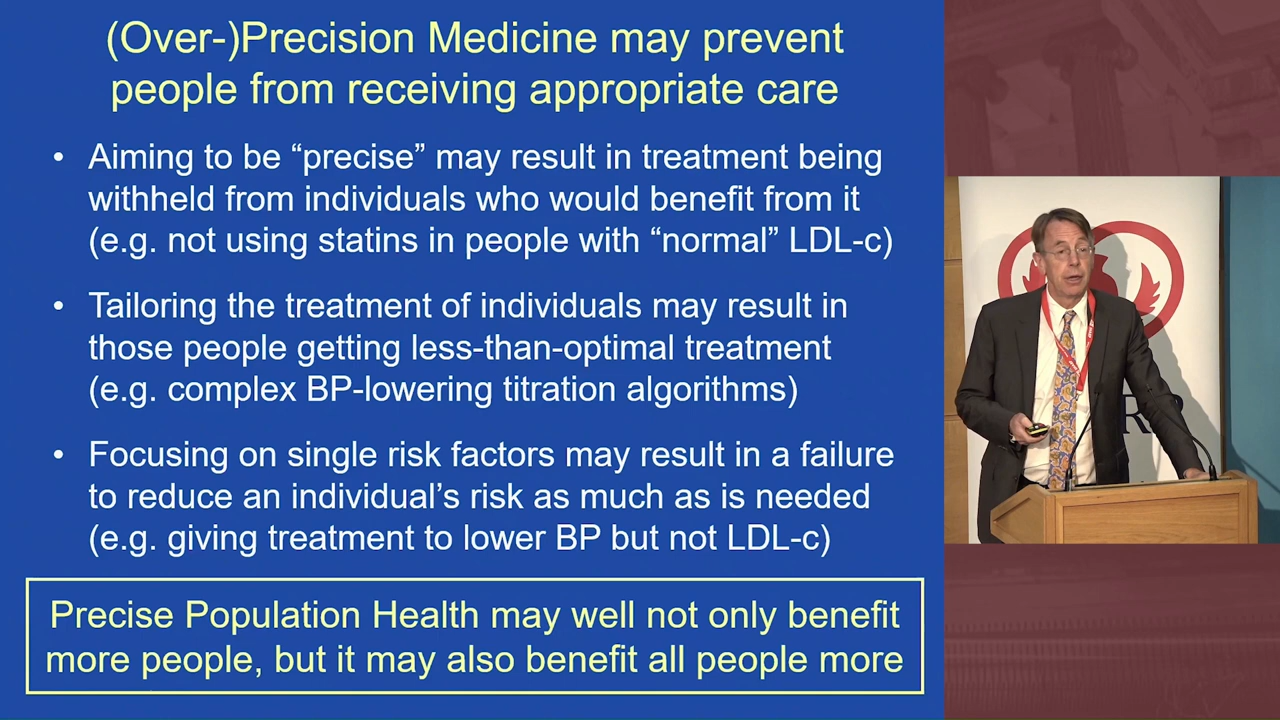 (Over-)Precision Medicine may prevent
people from receiving appropriate care
• Aiming to be “precise” may result in treatment being
withheld from individuals who would benefit from it
(e.g. not using statins in people with “normal” LDL-c)
• Tailoring the treatment of individuals may result in
those people getting less-than-optimal treatment
(e.g. complex BP-lowering titration algorithms)
• Focusing on single risk factors may result in a failure
to reduce an individual’s risk as much as is needed
(e.g. giving treatment to lower BP but not LDL-c)
Precise Population Health may well not only benefit
more people, but it may also benefit all people more